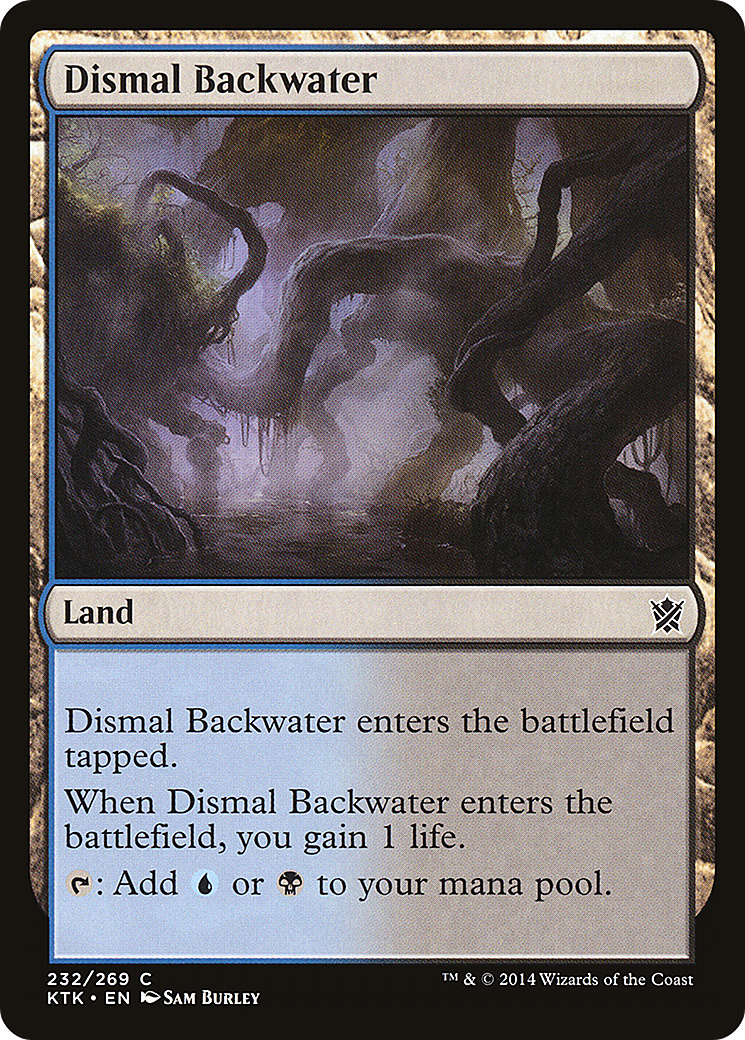 Dismal Backwater
Land
Dismal Backwater enters the battlefield
tapped.
When Dismal Backwater enters the
battlefield, you gain 1 life.
: Add or to your mana pool.
232/269 C
KTK • EN SAM BURLEY
™ & © 2014 Wizards of the Coast